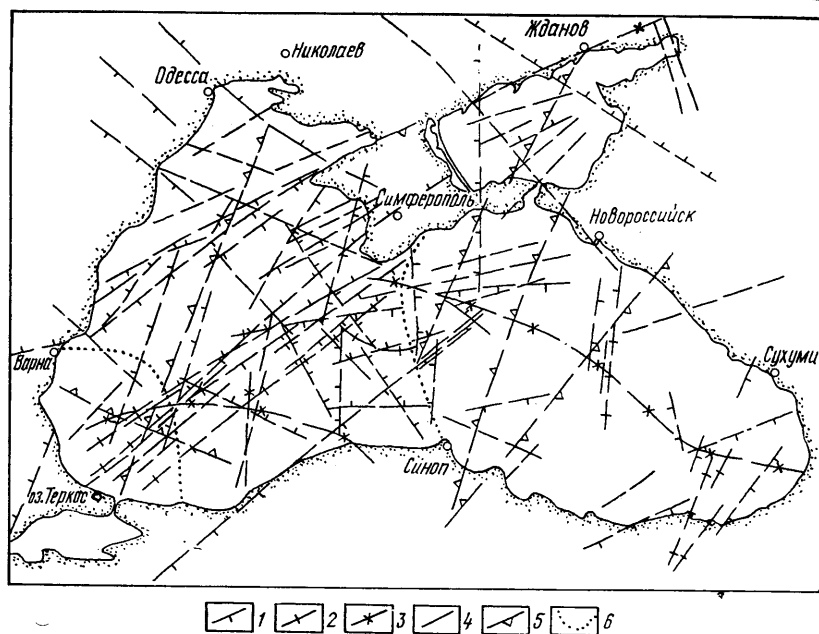 Жданов
Николаев
Одесса
Симферополь
Новороссийск
Варна
Сухуми
Синоп
оз. Теркос
1 2 3 4 5 6